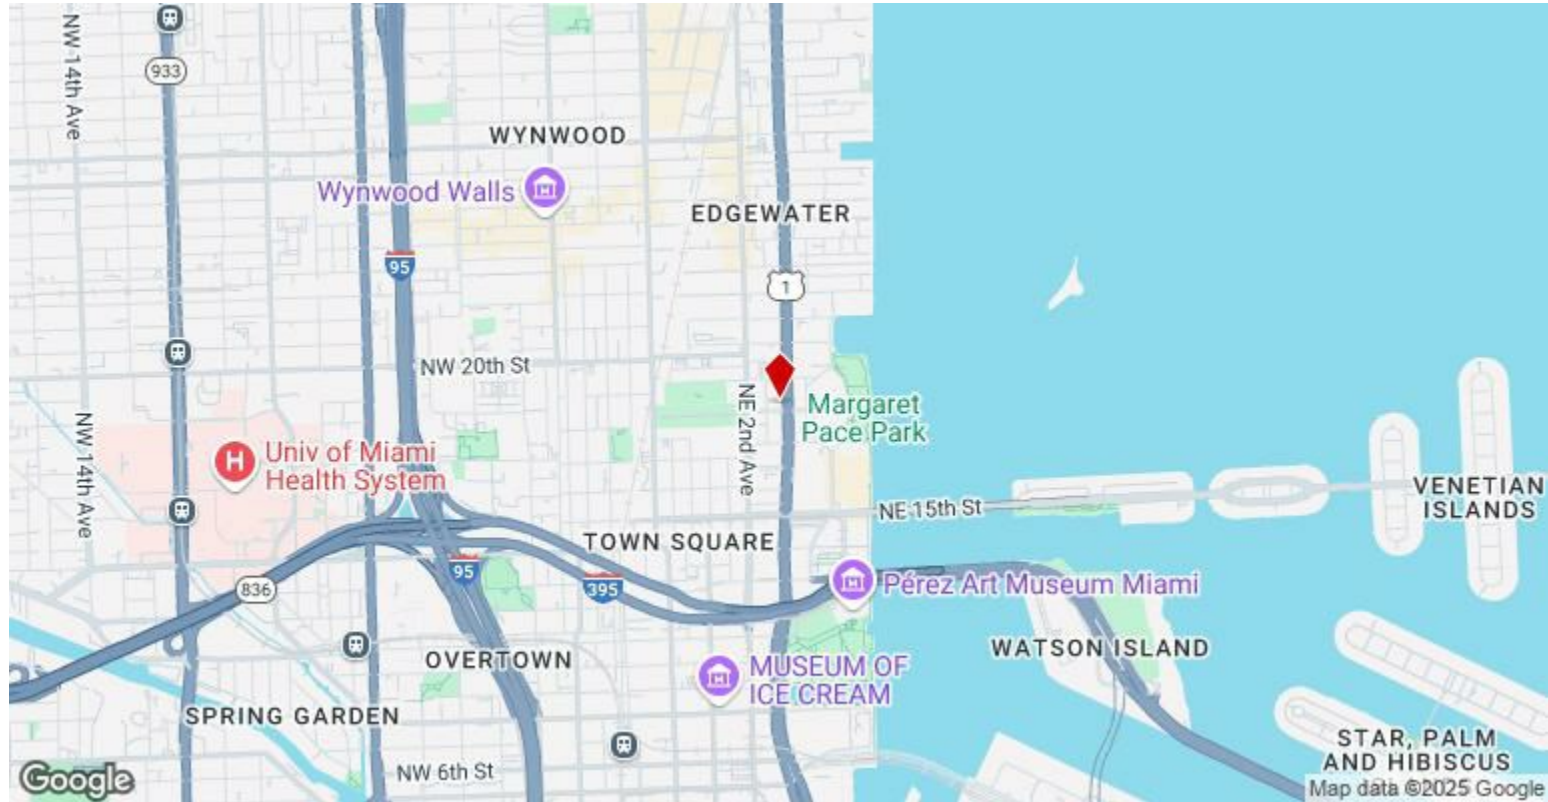 NW 14th Ave
933
WYNWOOD
Wynwood Walls
EDGEWATER
95
1
NW 20th St
NE 2nd Ave
Margaret
Pace Park
NW 14th Ave
H
Univ of Miami
Health System
VENETIAN
ISLANDS
NE 15th St
TOWN SQUARE
95
395
836
Pérez Art Museum Miami
WATSON ISLAND
OVERTOWN
MUSEUM OF
ICE CREAM
SPRING GARDEN
STAR, PALM
AND HIBISCUS
NW 6th St
Google
Map data ©2025 Google